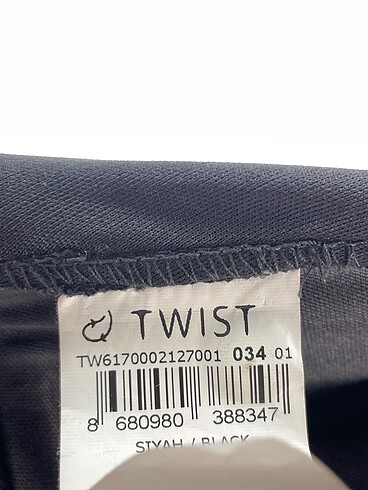 TWIST
TW6170002127001 034 01
8 680980 388347
SIYAH / BLACK